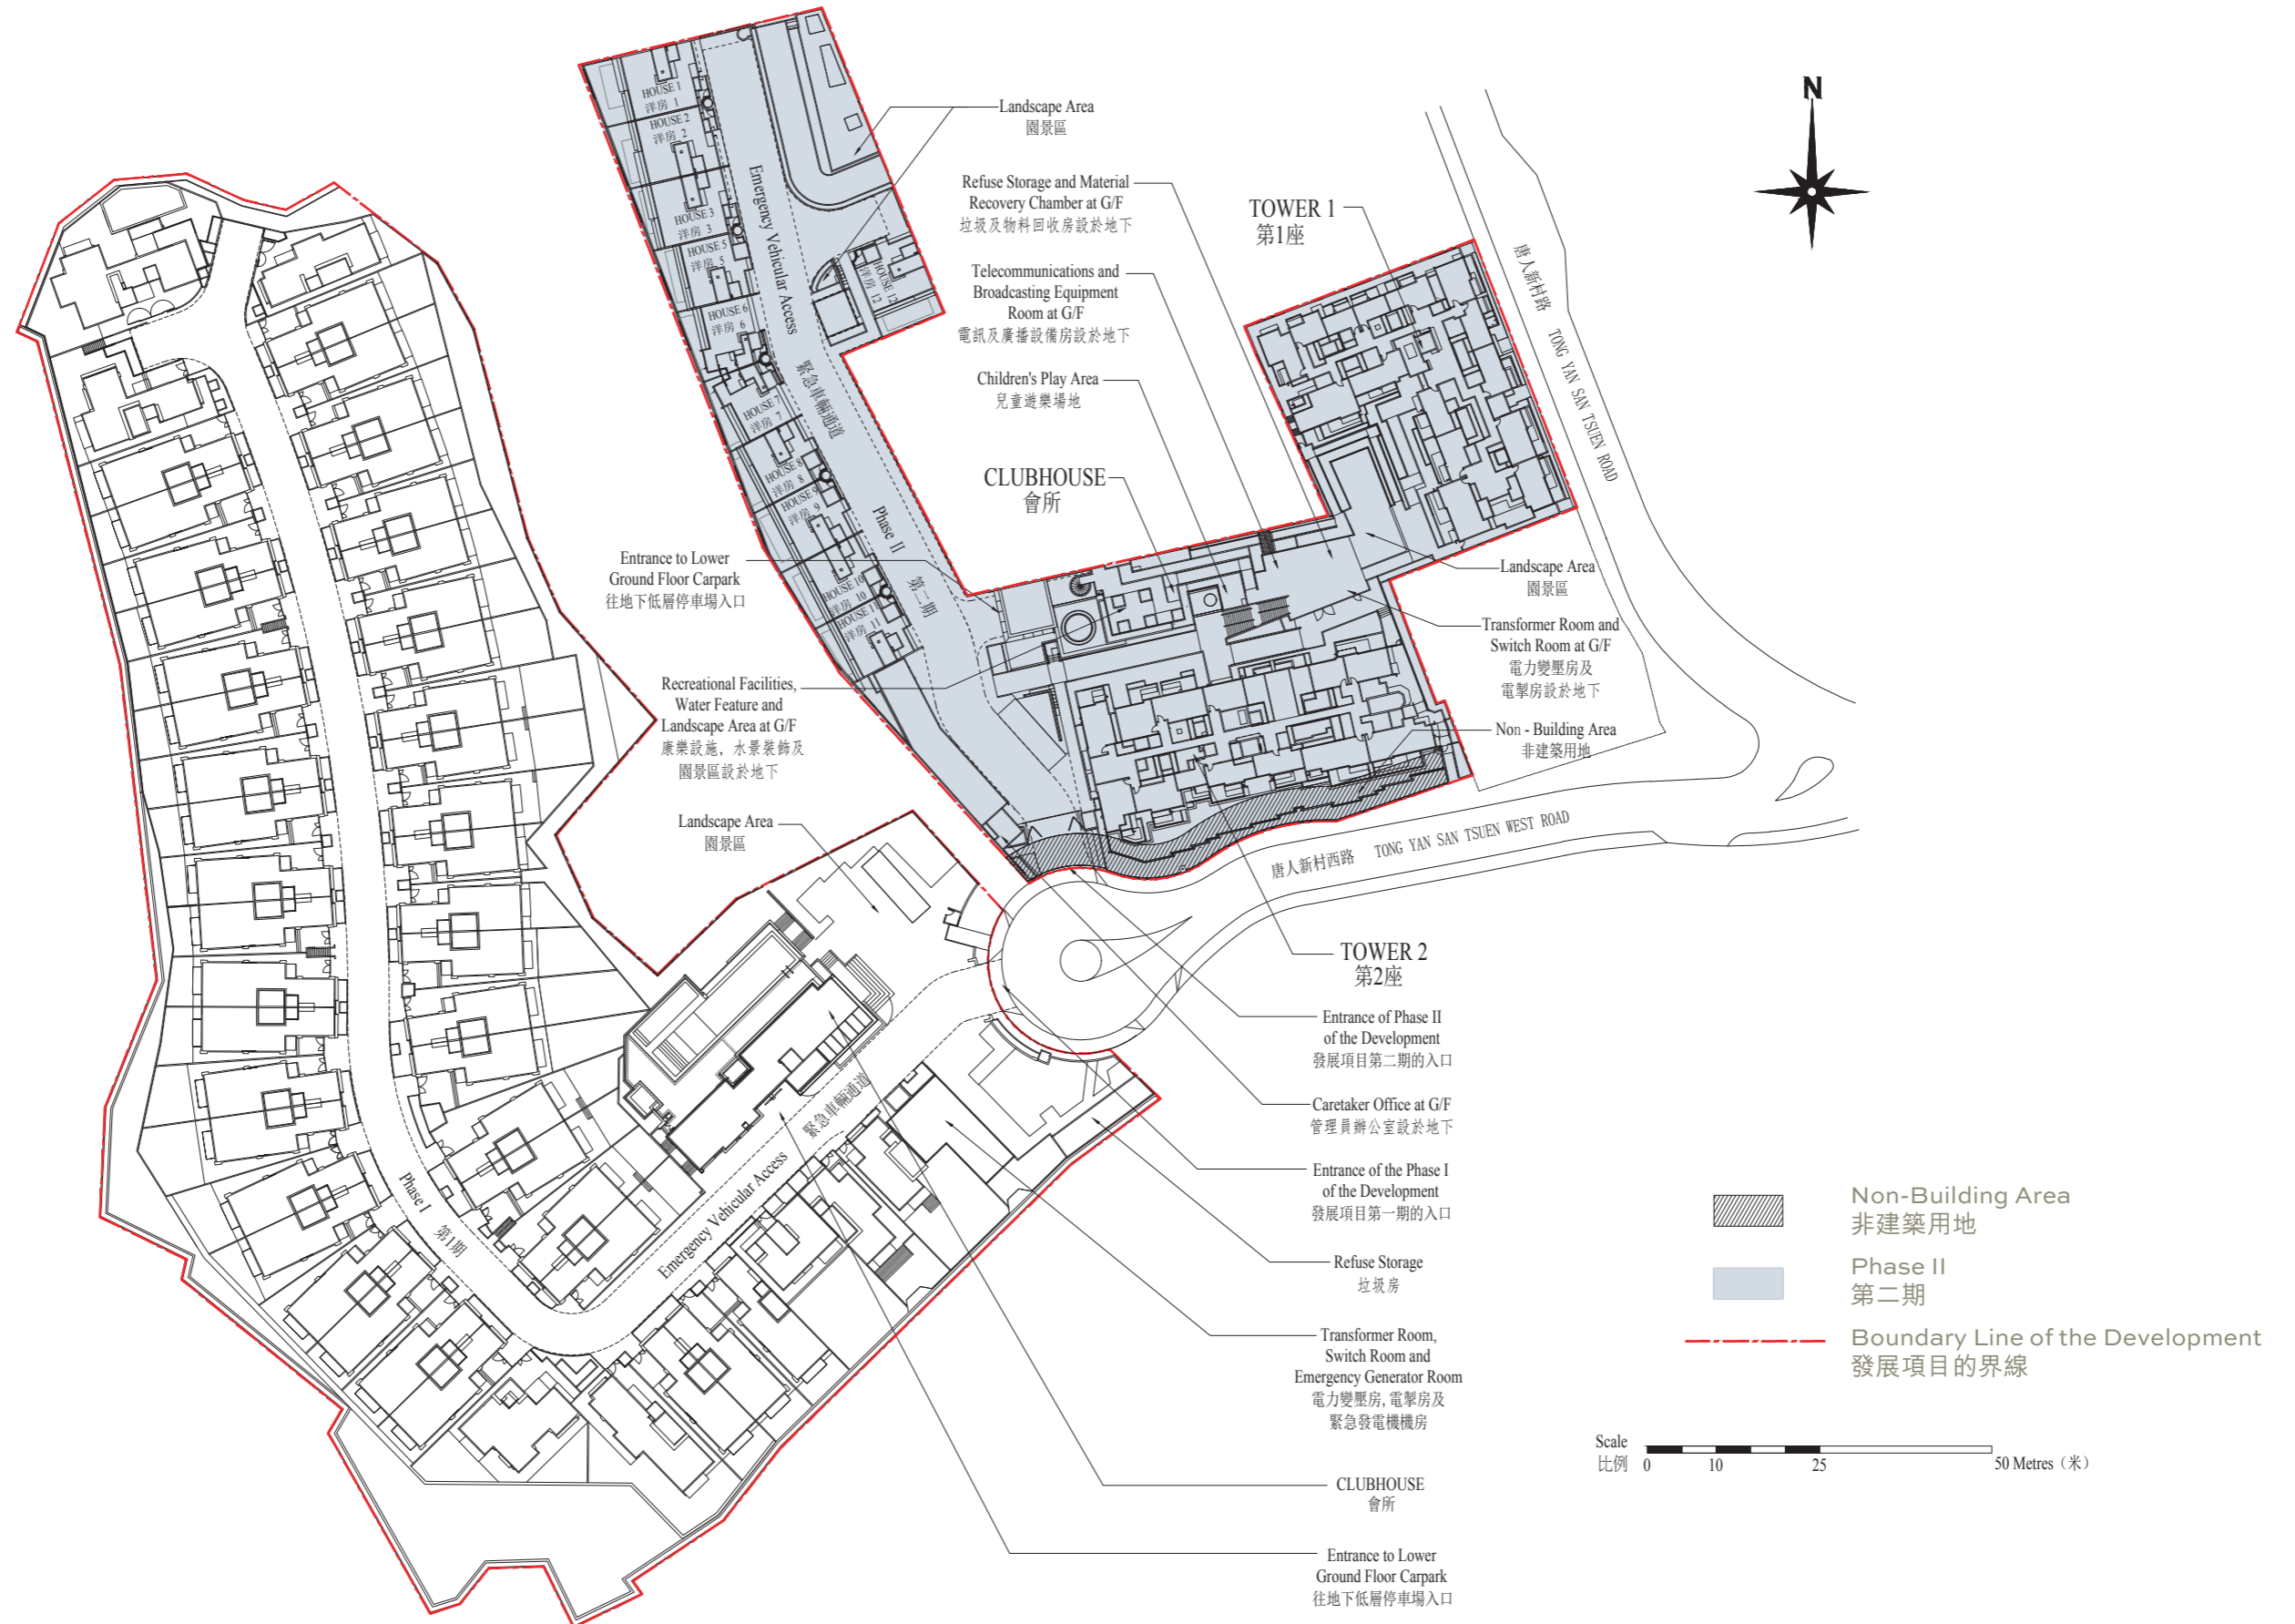 N
HOUSE 1
洋房 1
HOUSE 2
洋房 2
HOUSE 3
洋房 3
HOUSE 5
洋房 5
HOUSE 6
洋房 6
HOUSE 7
洋房 7
HOUSE 8
洋房 8
HOUSE 9
洋房 9
HOUSE 10
洋房 10
HOUSE 11
洋房 11
HOUSE 12
洋房 12
Emergency Vehicular Access
緊急車輛通道
Phase II
第二期
Landscape Area
園景區
Refuse Storage and Material
Recovery Chamber at G/F
垃圾及物料回收房設於地下
Telecommunications and
Broadcasting Equipment
Room at G/F
電訊及廣播設備房設於地下
Children's Play Area
兒童遊樂場地
CLUBHOUSE
會所
TOWER 1
第1座
唐人新村路 TONG YAN SAN TSUEN ROAD
Entrance to Lower
Ground Floor Carpark
往地下低層停車場入口
Recreational Facilities,
Water Feature and
Landscape Area at G/F
康樂設施，水景裝飾及
園景區設於地下
Landscape Area
園景區
Landscape Area
園景區
Transformer Room and
Switch Room at G/F
電力變壓房及
電掣房設於地下
Non - Building Area
非建築用地
唐人新村西路 TONG YAN SAN TSUEN WEST ROAD
TOWER 2
第2座
Entrance of Phase II
of the Development
發展項目第二期的入口
Caretaker Office at G/F
管理員辦公室設於地下
Entrance of the Phase I
of the Development
發展項目第一期的入口
Refuse Storage
垃圾房
Transformer Room,
Switch Room and
Emergency Generator Room
電力變壓房, 電掣房及
緊急發電機機房
CLUBHOUSE
會所
Entrance to Lower
Ground Floor Carpark
往地下低層停車場入口
Phase I
第1期
Emergency Vehicular Access
緊急車輛通道
Non-Building Area
非建築用地
Phase II
第二期
Boundary Line of the Development
發展項目的界線
Scale
比例 0 10 25 50 Metres（米）